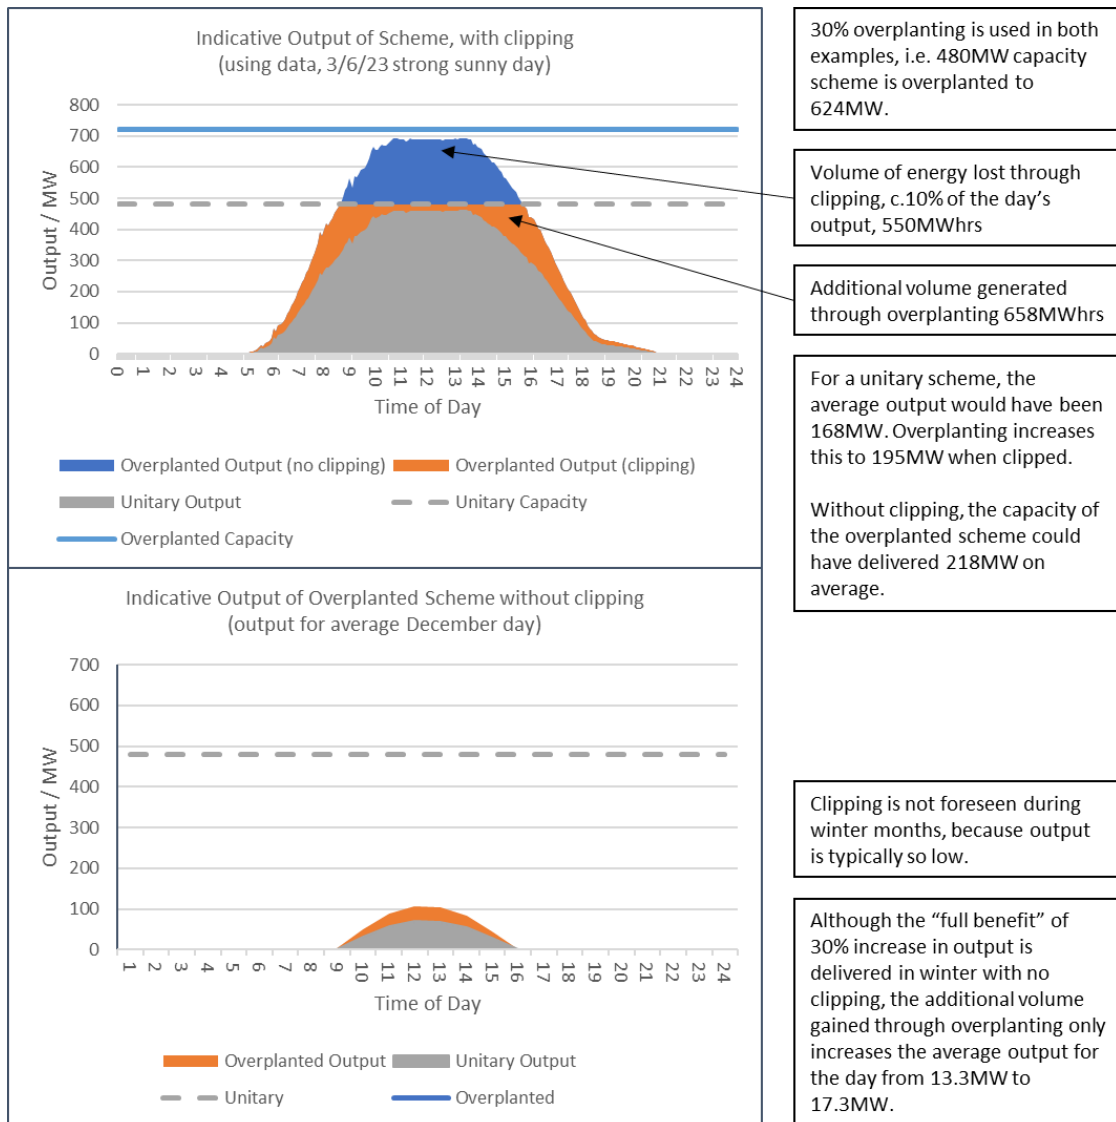 Indicative Output of Scheme, with clipping
(using data, 3/6/23 strong sunny day)
800
700
600
500
400
300
200
100
0
Output / MW
0 1 2 3 4 5 6 7 8 9 10 11 12 13 14 15 16 17 18 19 20 21 22 23 24
Time of Day
Overplanted Output (no clipping) Overplanted Output (clipping)
Unitary Output Unitary Capacity
Overplanted Capacity
30% overplanting is used in both
examples, i.e. 480MW capacity
scheme is overplanted to
624MW.
Volume of energy lost through
clipping, c.10% of the day's
output, 550MWhrs
Additional volume generated
through overplanting 658MWhrs
For a unitary scheme, the
average output would have been
168MW. Overplanting increases
this to 195MW when clipped.
Without clipping, the capacity of
the overplanted scheme could
have delivered 218MW on
average.
Indicative Output of Overplanted Scheme without clipping
(output for average December day)
700
600
500
400
300
200
100
0
Output / MW
1 2 3 4 5 6 7 8 9 10 11 12 13 14 15 16 17 18 19 20 21 22 23 24
Time of Day
Overplanted Output Unitary Output
Unitary Overplanted
Clipping is not foreseen during
winter months, because output
is typically so low.
Although the “full benefit” of
30% increase in output is
delivered in winter with no
clipping, the additional volume
gained through overplanting only
increases the average output for
the day from 13.3MW to
17.3MW.